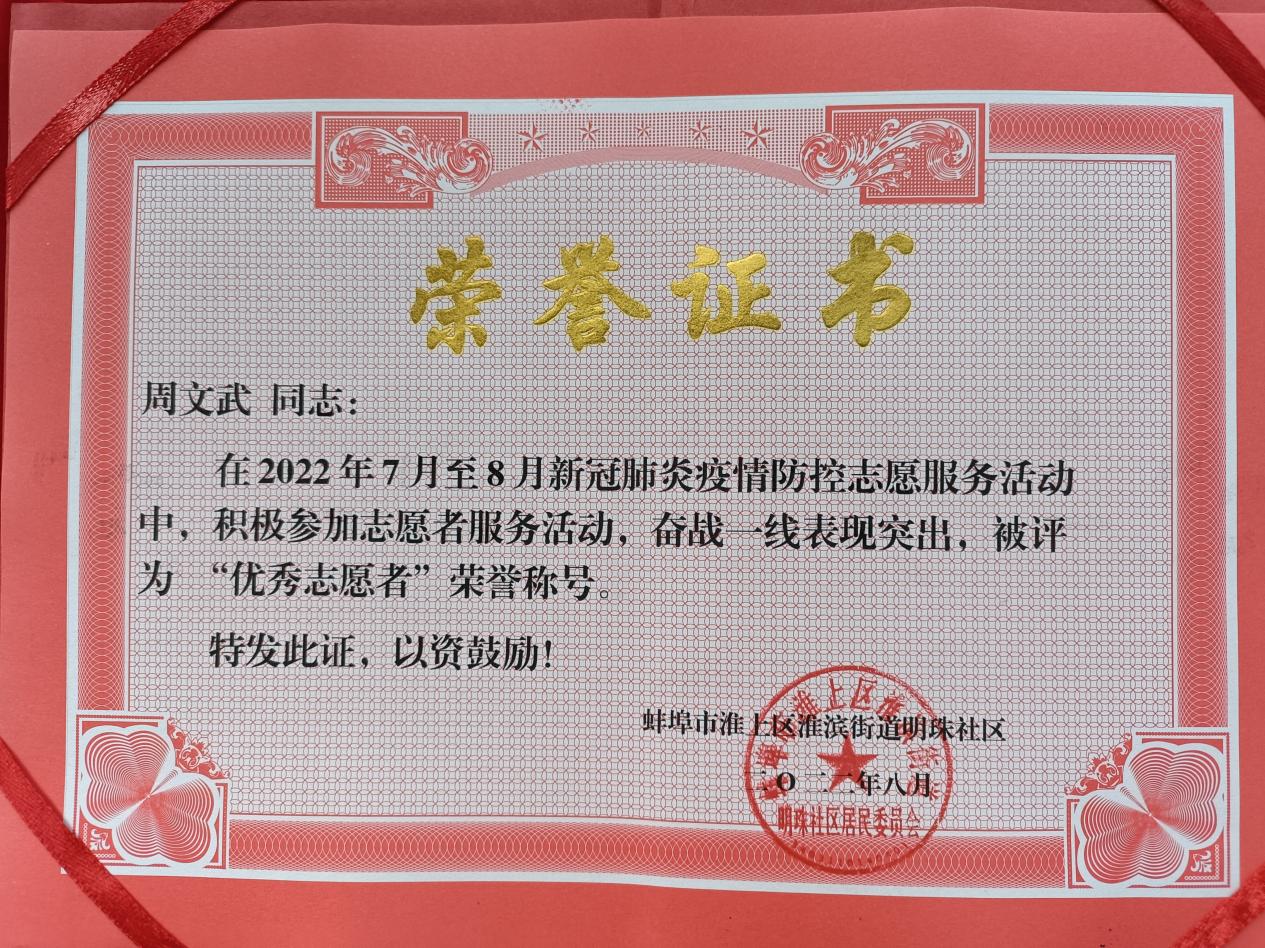 荣誉证书
周文武 同志：
在2022年7月至8月新冠肺炎疫情防控志愿服务活动
中，积极参加志愿者服务活动，奋战一线表现突出，被评
为 “优秀志愿者”荣誉称号。
特发此证，以资鼓励！
蚌埠市淮上区淮滨街道明珠社区
二〇二二年八月
明珠社区居民委员会